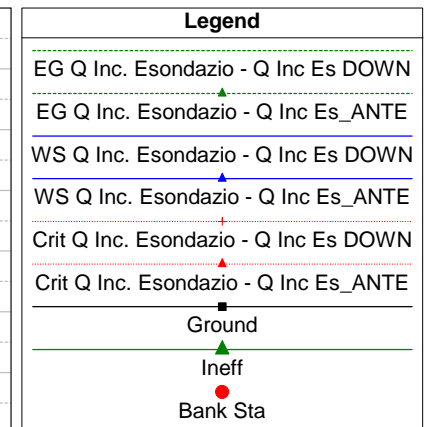 Legend
EG Q Inc. Esondazio - Q Inc Es DOWN
EG Q Inc. Esondazio - Q Inc Es_ANTE
WS Q Inc. Esondazio - Q Inc Es DOWN
WS Q Inc. Esondazio - Q Inc Es_ANTE
Crit Q Inc. Esondazio - Q Inc Es DOWN
Crit Q Inc. Esondazio - Q Inc Es_ANTE
Ground
Ineff
Bank Sta